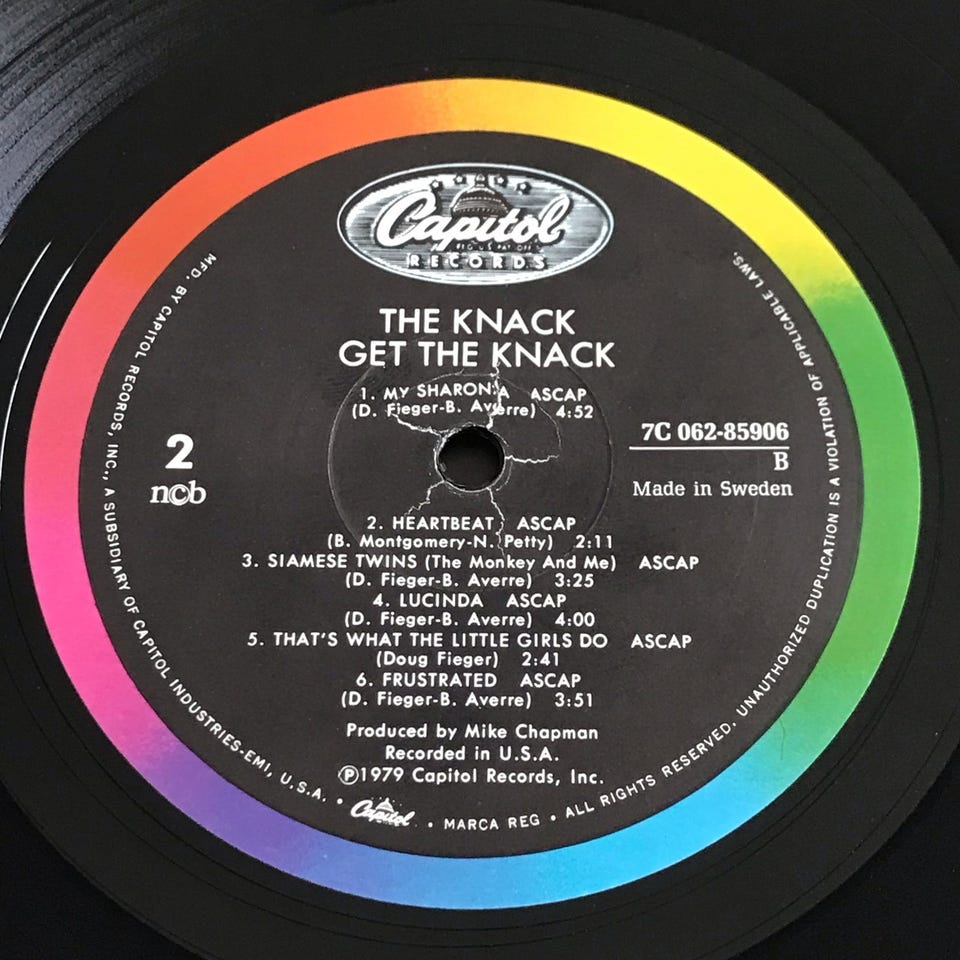 Capitol
RECORDS
THE KNACK
GET THE KNACK
1. MY SHARONA ASCAP
(D. Fieger-B. Averre) 4:52
2
ncb
7C 062-85906
B
Made in Sweden
2. HEARTBEAT ASCAP
(B. Montgomery-N. Petty) 2:11
3. SIAMESE TWINS (The Monkey And Me) ASCAP
(D. Fieger-B. Averre) 3:25
4. LUCINDA ASCAP
(D. Fieger-B. Averre) 4:00
5. THAT'S WHAT THE LITTLE GIRLS DO ASCAP
(Doug Fieger) 2:41
6. FRUSTRATED ASCAP
(D. Fieger-B. Averre) 3:51
Produced by Mike Chapman
Recorded in U.S.A.
Ⓟ1979 Capitol Records, Inc.
MFD. BY CAPITOL RECORDS, INC., A SUBSIDIARY OF CAPITOL INDUSTRIES-EMI, U.S.A. • Capitol • MARCA REG • ALL RIGHTS RESERVED. UNAUTHORIZED DUPLICATION IS A VIOLATION OF APPLICABLE LAWS.